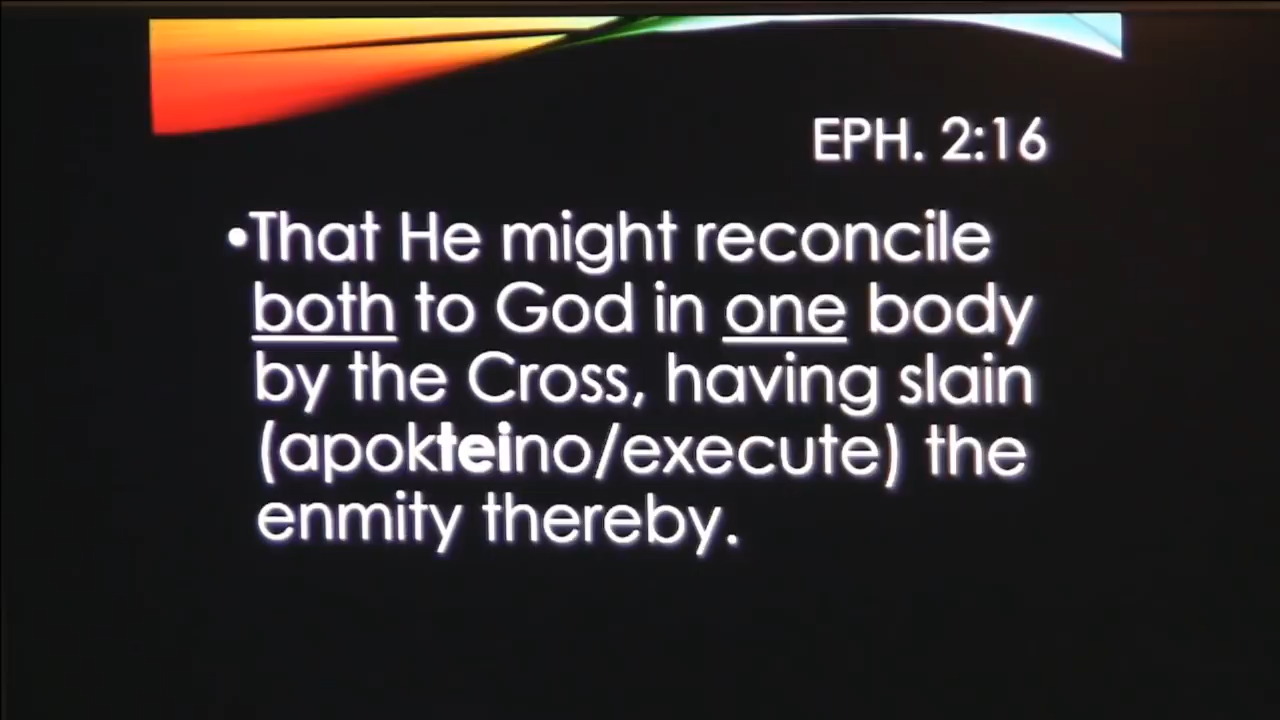 EPH. 2:16
•That He might reconcile
both to God in one body
by the Cross, having slain
(apokteino/execute) the
enmity thereby.